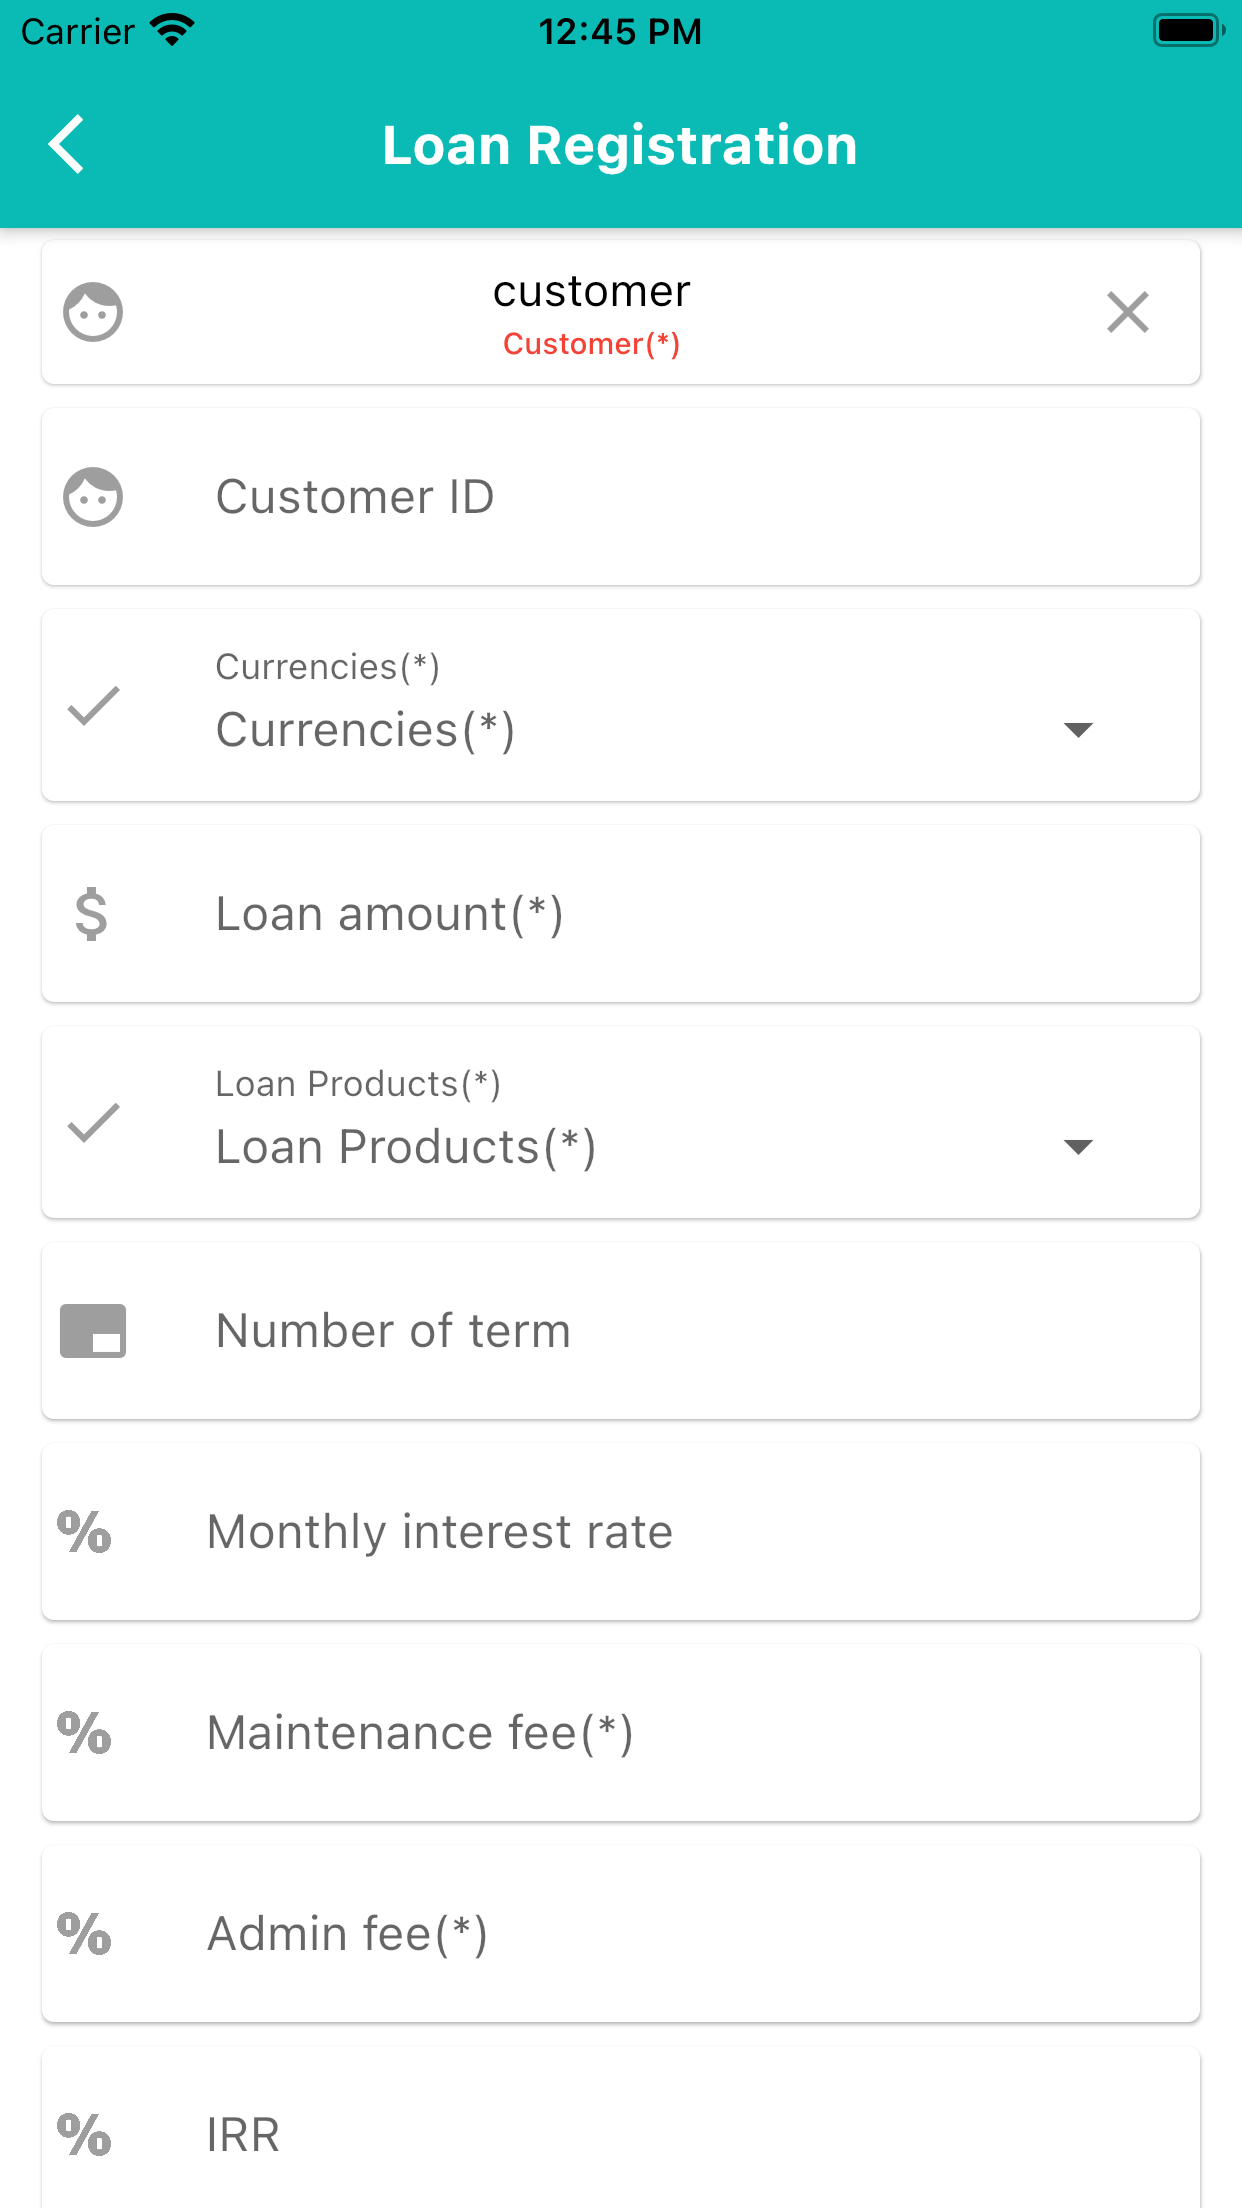 Carrier 12:45 PM
Loan Registration
customer
Customer(*)
Customer ID
Currencies(*)
Currencies(*)
$ Loan amount(*)
Loan Products(*)
Loan Products(*)
Number of term
% Monthly interest rate
% Maintenance fee(*)
% Admin fee(*)
% IRR